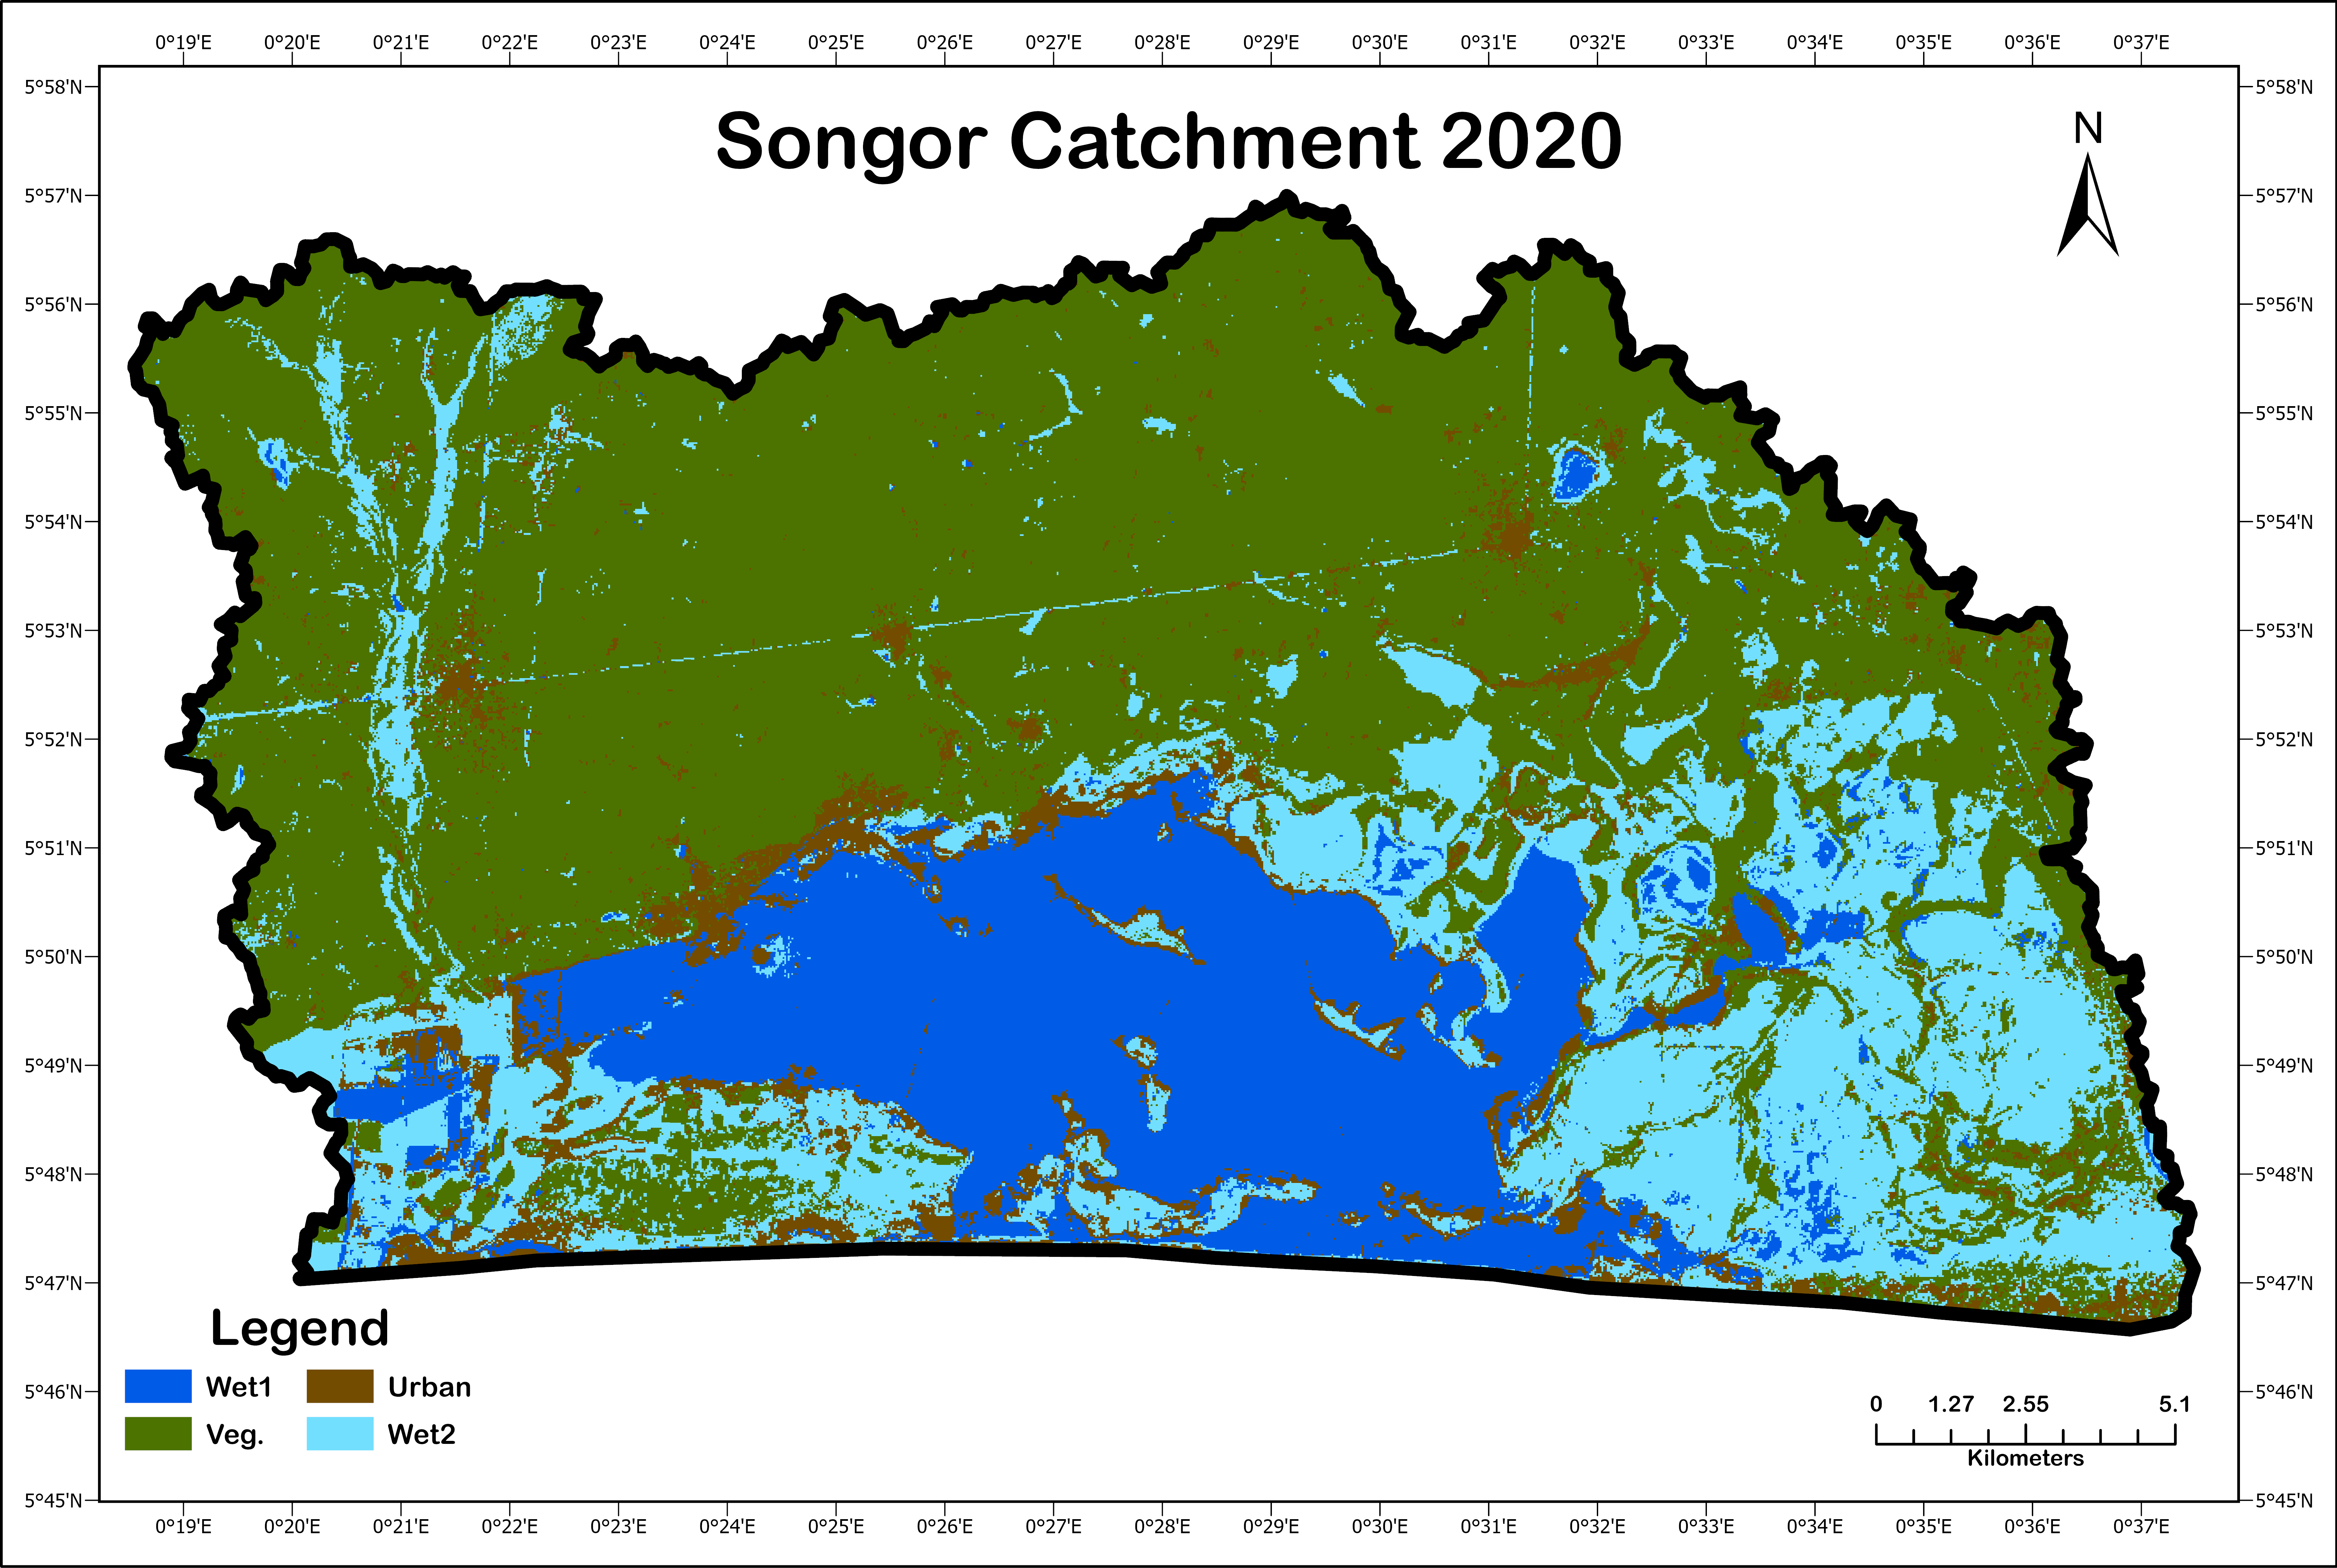 0°19'E 0°20'E 0°21'E 0°22'E 0°23'E 0°24'E 0°25'E 0°26'E 0°27'E 0°28'E 0°29'E 0°30'E 0°31'E 0°32'E 0°33'E 0°34'E 0°35'E 0°36'E 0°37'E
5°58'N 5°58'N
Songor Catchment 2020
N
5°57'N 5°57'N
5°56'N 5°56'N
5°55'N 5°55'N
5°54'N 5°54'N
5°53'N 5°53'N
5°52'N 5°52'N
5°51'N 5°51'N
5°50'N 5°50'N
5°49'N 5°49'N
5°48'N 5°48'N
5°47'N 5°47'N
Legend
Wet1 Urban
Veg. Wet2
5°46'N 5°46'N
0 1.27 2.55 5.1
Kilometers
5°45'N 5°45'N
0°19'E 0°20'E 0°21'E 0°22'E 0°23'E 0°24'E 0°25'E 0°26'E 0°27'E 0°28'E 0°29'E 0°30'E 0°31'E 0°32'E 0°33'E 0°34'E 0°35'E 0°36'E 0°37'E